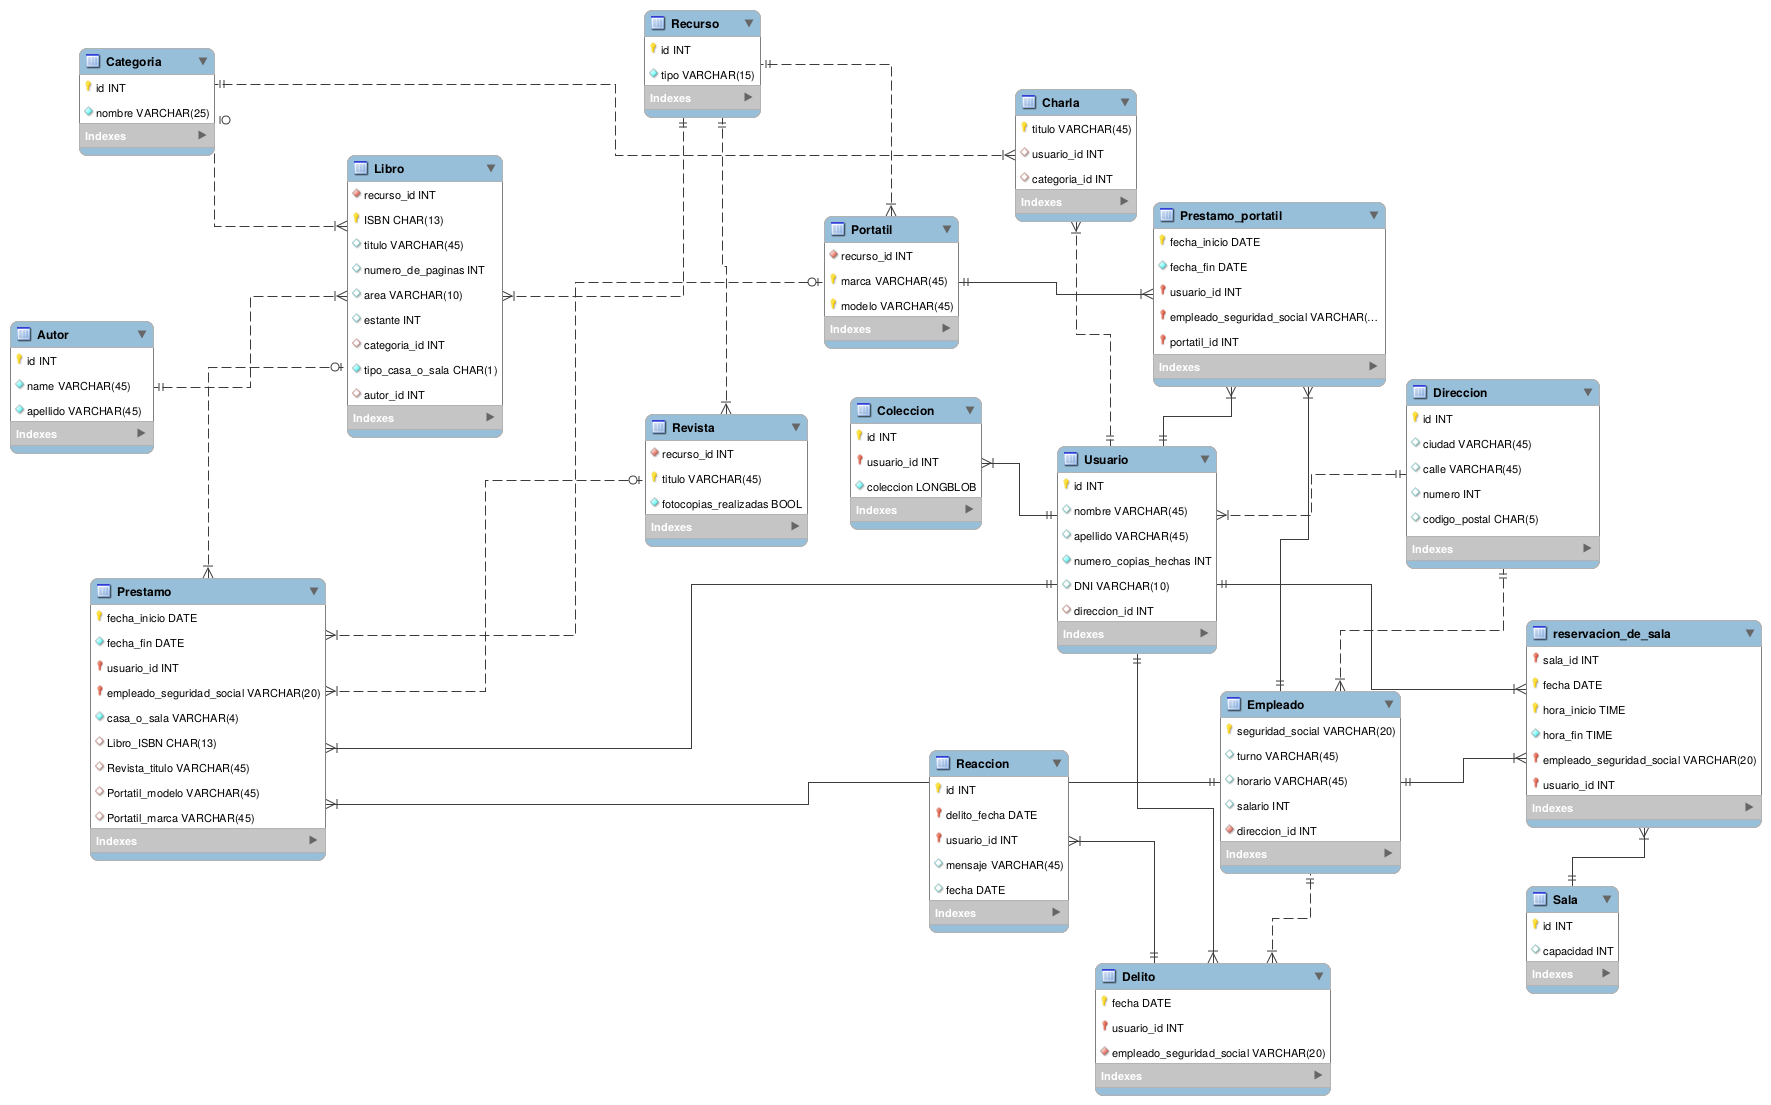 Recurso
id INT
tipo VARCHAR(15)
Indexes
Categoria
id INT
nombre VARCHAR(25)
Indexes
Charla
titulo VARCHAR(45)
usuario_id INT
categoria_id INT
Indexes
Libro
recurso_id INT
ISBN CHAR(13)
titulo VARCHAR(45)
numero_de_paginas INT
area VARCHAR(10)
estante INT
categoria_id INT
tipo_casa_o_sala CHAR(1)
autor_id INT
Indexes
Portatil
recurso_id INT
marca VARCHAR(45)
modelo VARCHAR(45)
Indexes
Prestamo_portatil
fecha_inicio DATE
fecha_fin DATE
usuario_id INT
empleado_seguridad_social VARCHAR(...
portatil_id INT
Indexes
Autor
id INT
name VARCHAR(45)
apellido VARCHAR(45)
Indexes
Revista
recurso_id INT
titulo VARCHAR(45)
fotocopias_realizadas BOOL
Indexes
Coleccion
id INT
usuario_id INT
coleccion LONGBLOB
Indexes
Usuario
id INT
nombre VARCHAR(45)
apellido VARCHAR(45)
numero_copias_hechas INT
DNI VARCHAR(10)
direccion_id INT
Indexes
Direccion
id INT
ciudad VARCHAR(45)
calle VARCHAR(45)
numero INT
codigo_postal CHAR(5)
Indexes
Prestamo
fecha_inicio DATE
fecha_fin DATE
usuario_id INT
empleado_seguridad_social VARCHAR(20)
casa_o_sala VARCHAR(4)
Libro_ISBN CHAR(13)
Revista_titulo VARCHAR(45)
Portatil_modelo VARCHAR(45)
Portatil_marca VARCHAR(45)
Indexes
reservacion_de_sala
sala_id INT
fecha DATE
hora_inicio TIME
hora_fin TIME
empleado_seguridad_social VARCHAR(20)
usuario_id INT
Indexes
Empleado
seguridad_social VARCHAR(20)
turno VARCHAR(45)
horario VARCHAR(45)
salario INT
direccion_id INT
Indexes
Reaccion
id INT
delito_fecha DATE
usuario_id INT
mensaje VARCHAR(45)
fecha DATE
Indexes
Sala
id INT
capacidad INT
Indexes
Delito
fecha DATE
usuario_id INT
empleado_seguridad_social VARCHAR(20)
Indexes